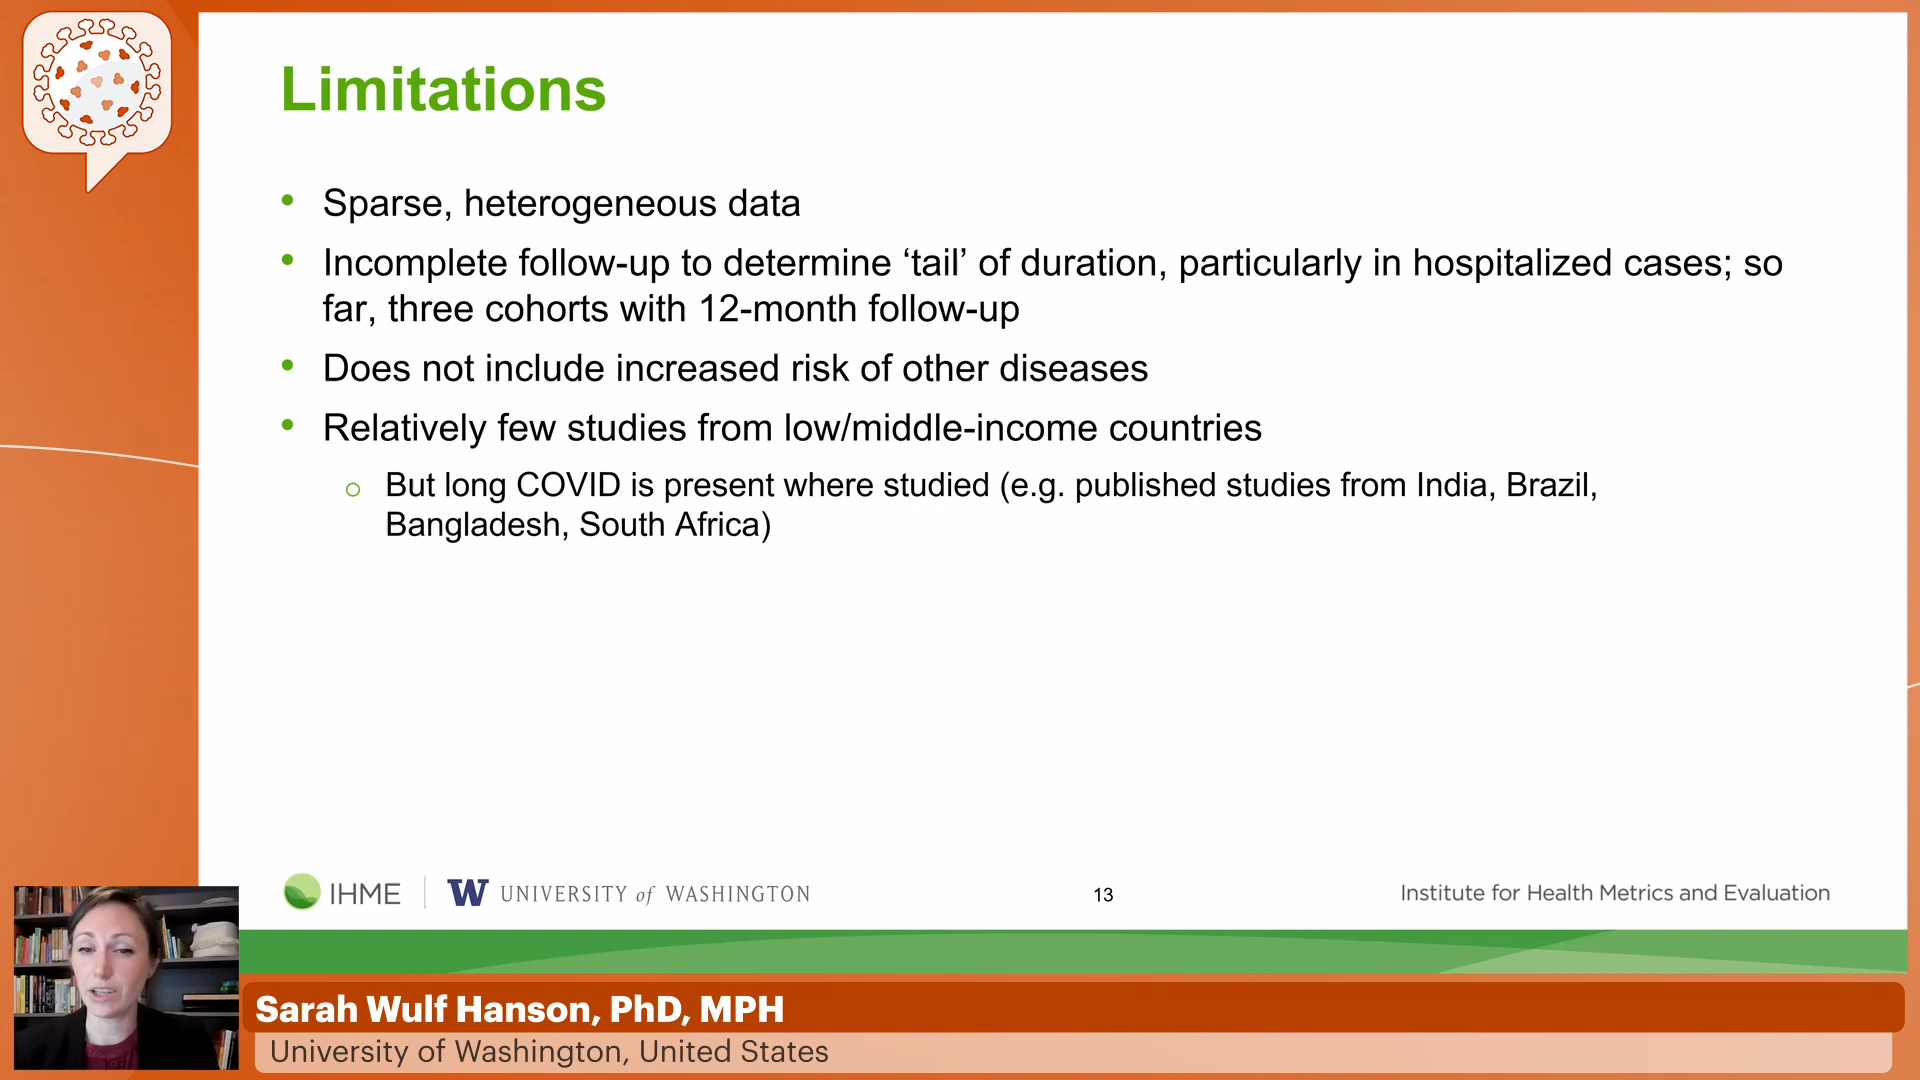 Limitations
• Sparse, heterogeneous data
• Incomplete follow-up to determine ‘tail’ of duration, particularly in hospitalized cases; so
far, three cohorts with 12-month follow-up
• Does not include increased risk of other diseases
• Relatively few studies from low/middle-income countries
o But long COVID is present where studied (e.g. published studies from India, Brazil,
Bangladesh, South Africa)
IHME
W UNIVERSITY of WASHINGTON
13
Institute for Health Metrics and Evaluation
Sarah Wulf Hanson, PhD, MPH
University of Washington, United States